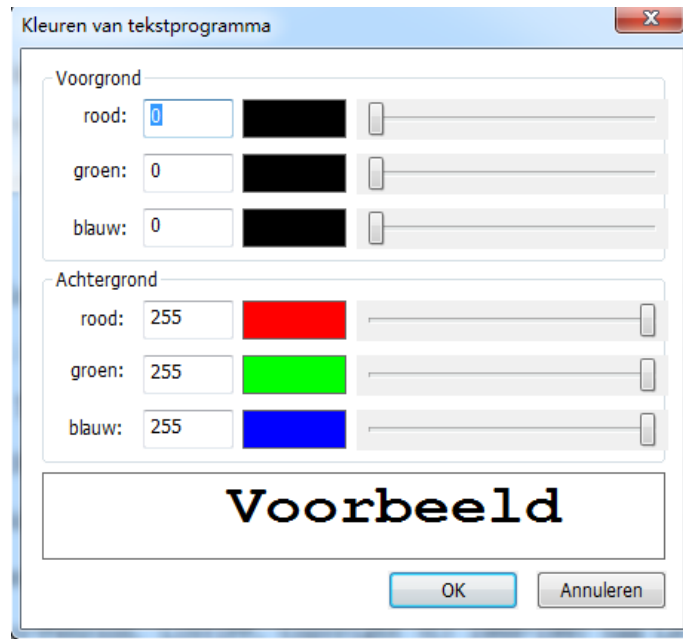 Kleuren van tekstprogramma
Voorgrond
rood: 0
groen: 0
blauw: 0
Achtergrond
rood: 255
groen: 255
blauw: 255
Voorbeeld
OK Annuleren